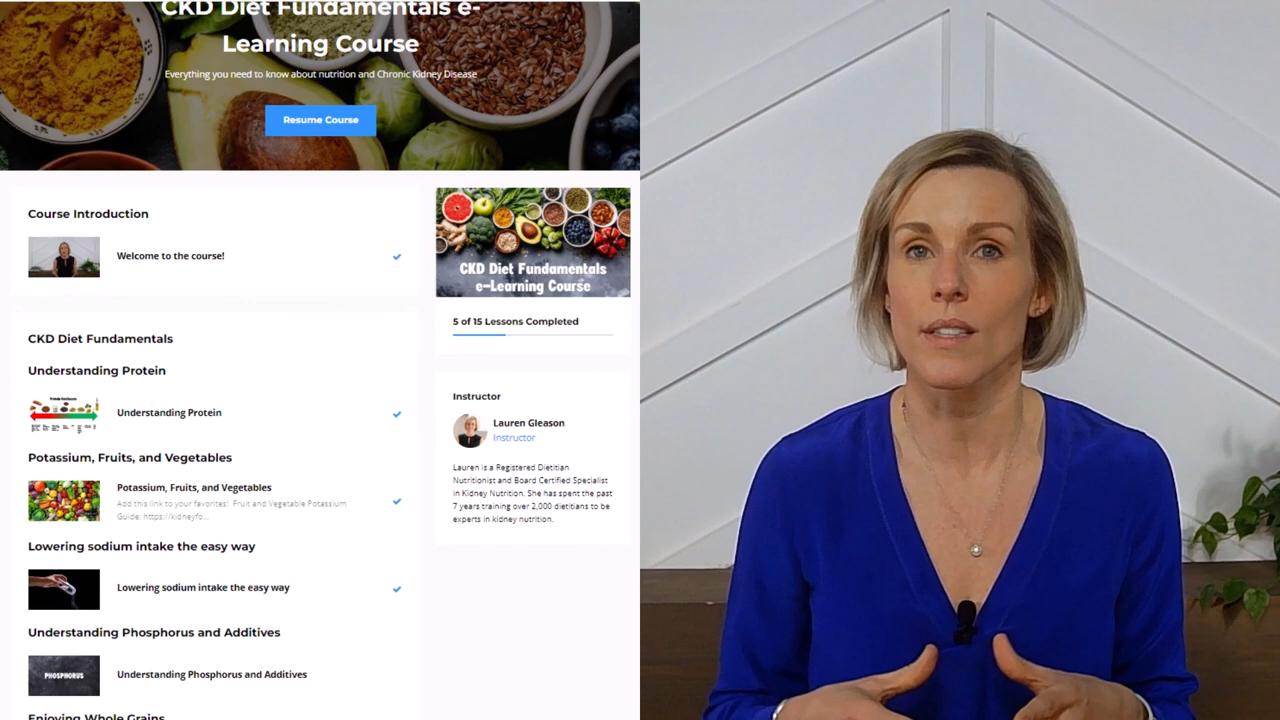 CKD Diet Fundamentals e-
Learning Course
Everything you need to know about nutrition and Chronic Kidney Disease
Resume Course
Course Introduction
Welcome to the course!
CKD Diet Fundamentals
Understanding Protein
Understanding Protein
Potassium, Fruits, and Vegetables
Potassium, Fruits, and Vegetables
Add this link to your favorites! Fruit and Vegetable Potassium
Guide: https://kidneyfo...
Lowering sodium intake the easy way
Lowering sodium intake the easy way
Understanding Phosphorus and Additives
PHOSPHORUS
Understanding Phosphorus and Additives
Enjoying Whole Grains
CKD Diet Fundamentals
e-Learning Course
5 of 15 Lessons Completed
Instructor
Lauren Gleason
Instructor
Lauren is a Registered Dietitian
Nutritionist and Board Certified Specialist
in Kidney Nutrition. She has spent the past
7 years training over 2,000 dietitians to be
experts in kidney nutrition.